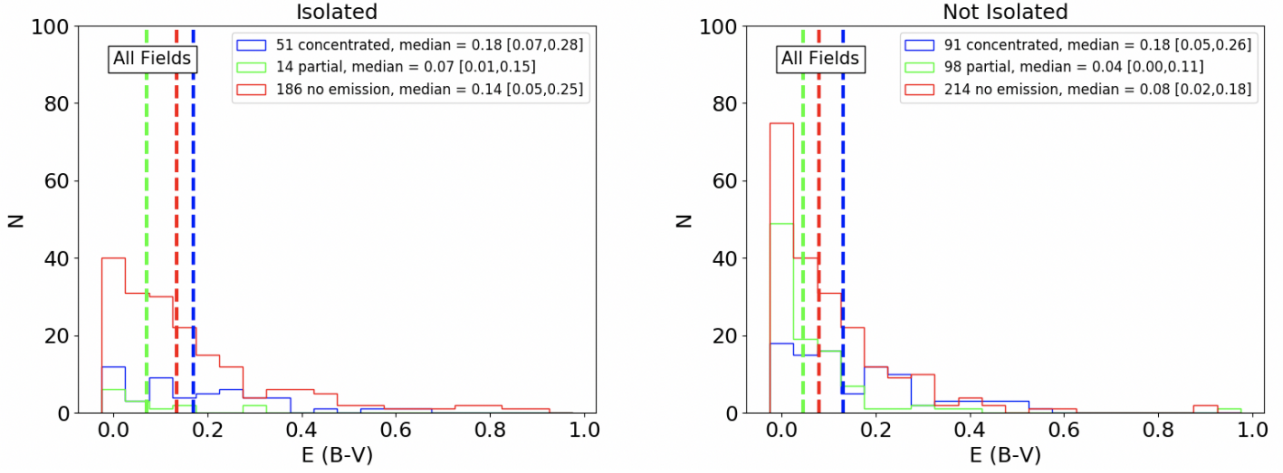 Isolated
100
80
60
40
20
0
N
All Fields
51 concentrated, median = 0.18 [0.07,0.28]
14 partial, median = 0.07 [0.01,0.15]
186 no emission, median = 0.14 [0.05,0.25]
0.0 0.2 0.4 0.6 0.8 1.0
E (B-V)
Not Isolated
100
80
60
40
20
0
N
All Fields
91 concentrated, median = 0.18 [0.05,0.26]
98 partial, median = 0.04 [0.00,0.11]
214 no emission, median = 0.08 [0.02,0.18]
0.0 0.2 0.4 0.6 0.8 1.0
E (B-V)